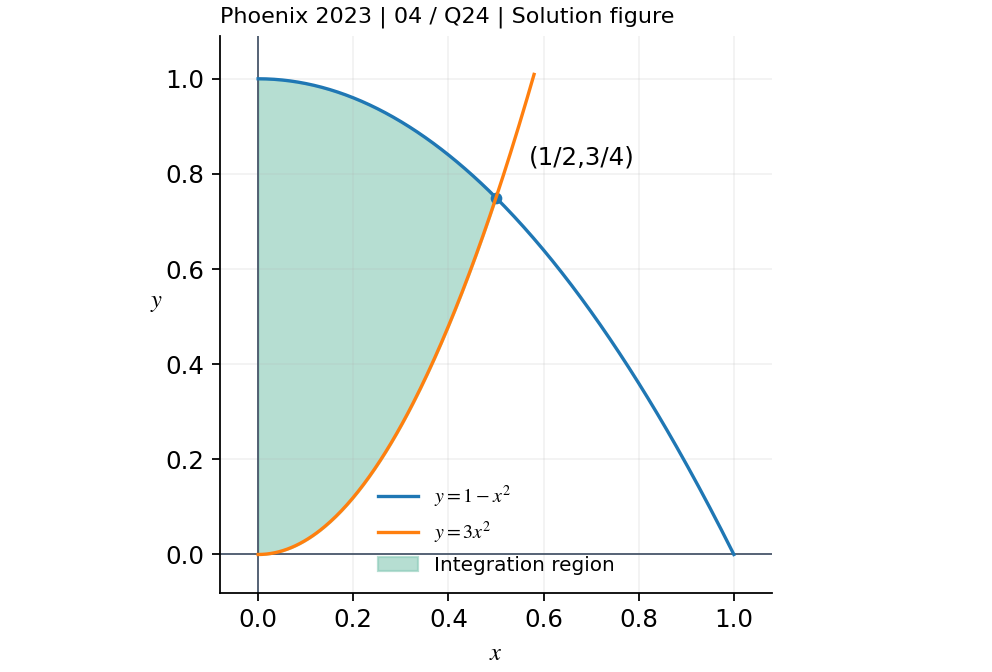 Phoenix 2023 | 04 / Q24 | Solution figure
1.0
0.8
0.6
0.4
0.2
0.0
y
(1/2,3/4)
y = 1 − x²
y = 3x²
Integration region
0.0 0.2 0.4 0.6 0.8 1.0
x